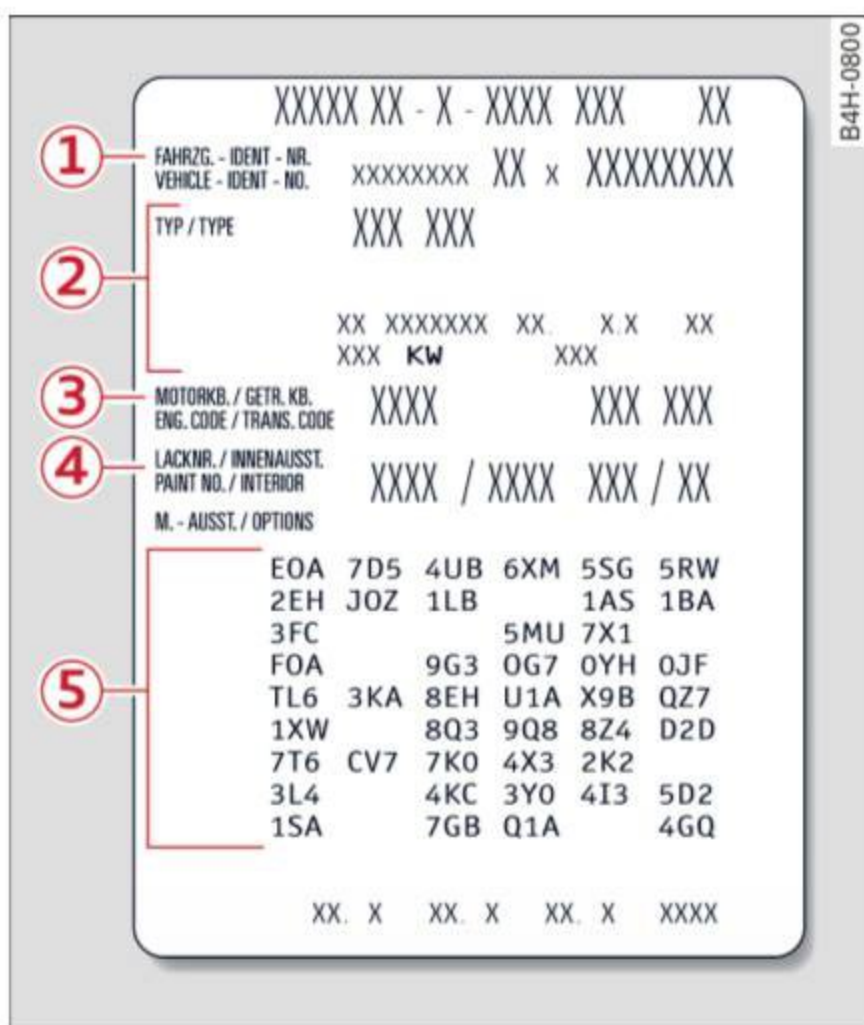 B4H-0800
XXXXX XX - X - XXXX XXX XX
1
FAHRZG. - IDENT - NR.
VEHICLE - IDENT - NO. XXXXXXXX XX X XXXXXXXX
2
TYP / TYPE XXX XXX
XX XXXXXXX XX. X.X XX
XXX KW XXX
3
MOTORKB. / GETR. KB.
ENG. CODE / TRANS. CODE XXXX XXX XXX
4
LACKNR. / INNENAUSST.
PAINT NO. / INTERIOR XXXX / XXXX XXX / XX
M. - AUSST. / OPTIONS
5
EOA 7D5 4UB 6XM 5SG 5RW
2EH JOZ 1LB 1AS 1BA
3FC 5MU 7X1
FOA 9G3 OG7 0YH 0JF
TL6 3KA 8EH U1A X9B QZ7
1XW 8Q3 9Q8 8Z4 D2D
7T6 CV7 7K0 4X3 2K2
3L4 4KC 3Y0 4I3 5D2
1SA 7GB Q1A 4GQ
XX. X XX. X XX. X XXXX